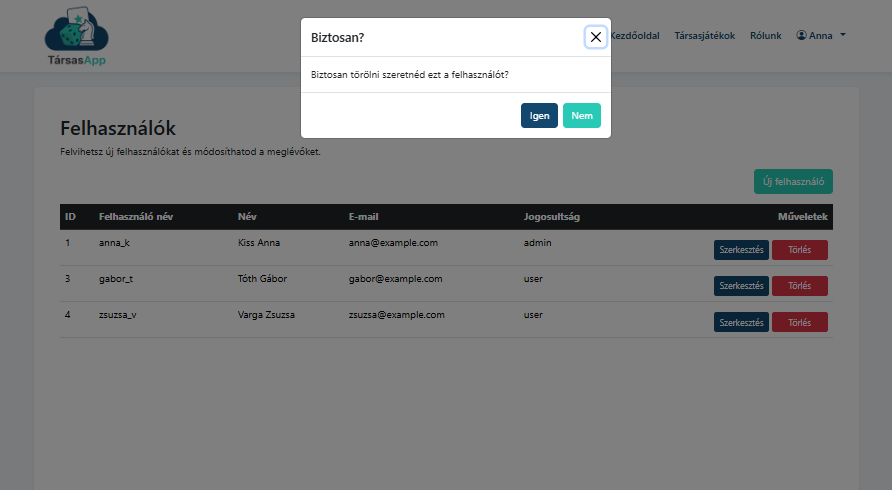 Biztosan?
Biztosan törölni szeretnéd ezt a felhasználót?
Igen Nem
TársasApp
Kezdőoldal Társasjátékok Rólunk Anna
Felhasználók
Felvihetsz új felhasználókat és módosíthatod a meglévőket.
Új felhasználó
ID Felhasználó név Név E-mail Jogosultság Műveletek
1 anna_k Kiss Anna anna@example.com admin Szerkesztés Törlés
3 gabor_t Tóth Gábor gabor@example.com user Szerkesztés Törlés
4 zsuzsa_v Varga Zsuzsa zsuzsa@example.com user Szerkesztés Törlés